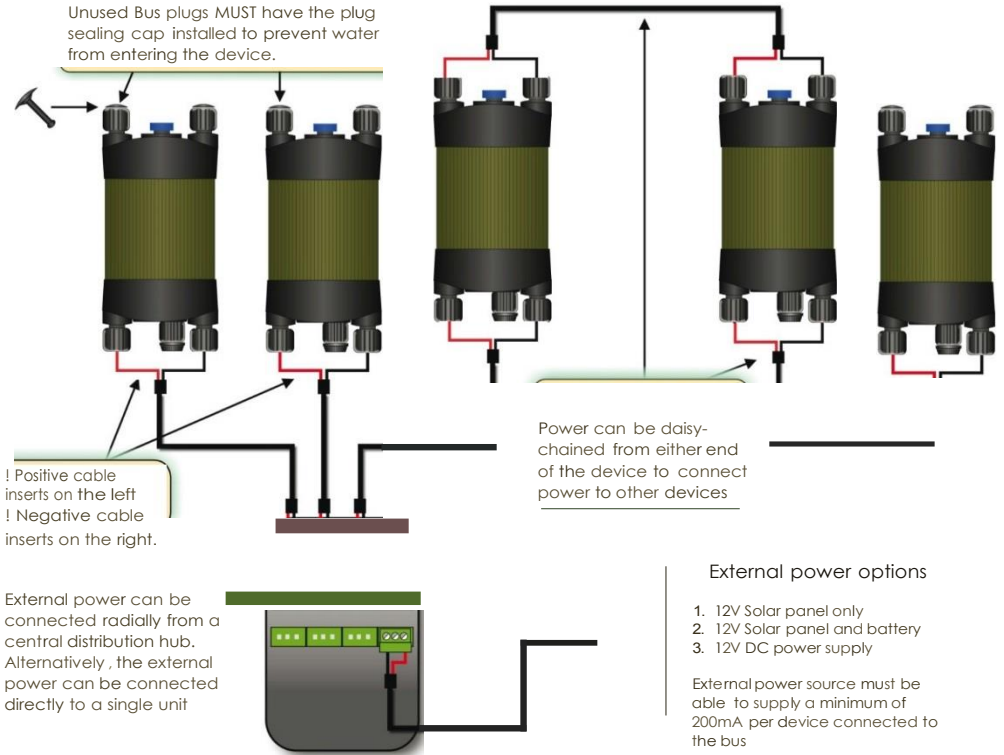 Unused Bus plugs MUST have the plug
sealing cap installed to prevent water
from entering the device.
Power can be daisy-
chained from either end
of the device to connect
power to other devices
! Positive cable
inserts on the left
! Negative cable
inserts on the right.
External power can be
connected radially from a
central distribution hub.
Alternatively, the external
power can be connected
directly to a single unit
External power options
1. 12V Solar panel only
2. 12V Solar panel and battery
3. 12V DC power supply
External power source must be
able to supply a minimum of
200mA per device connected to
the bus